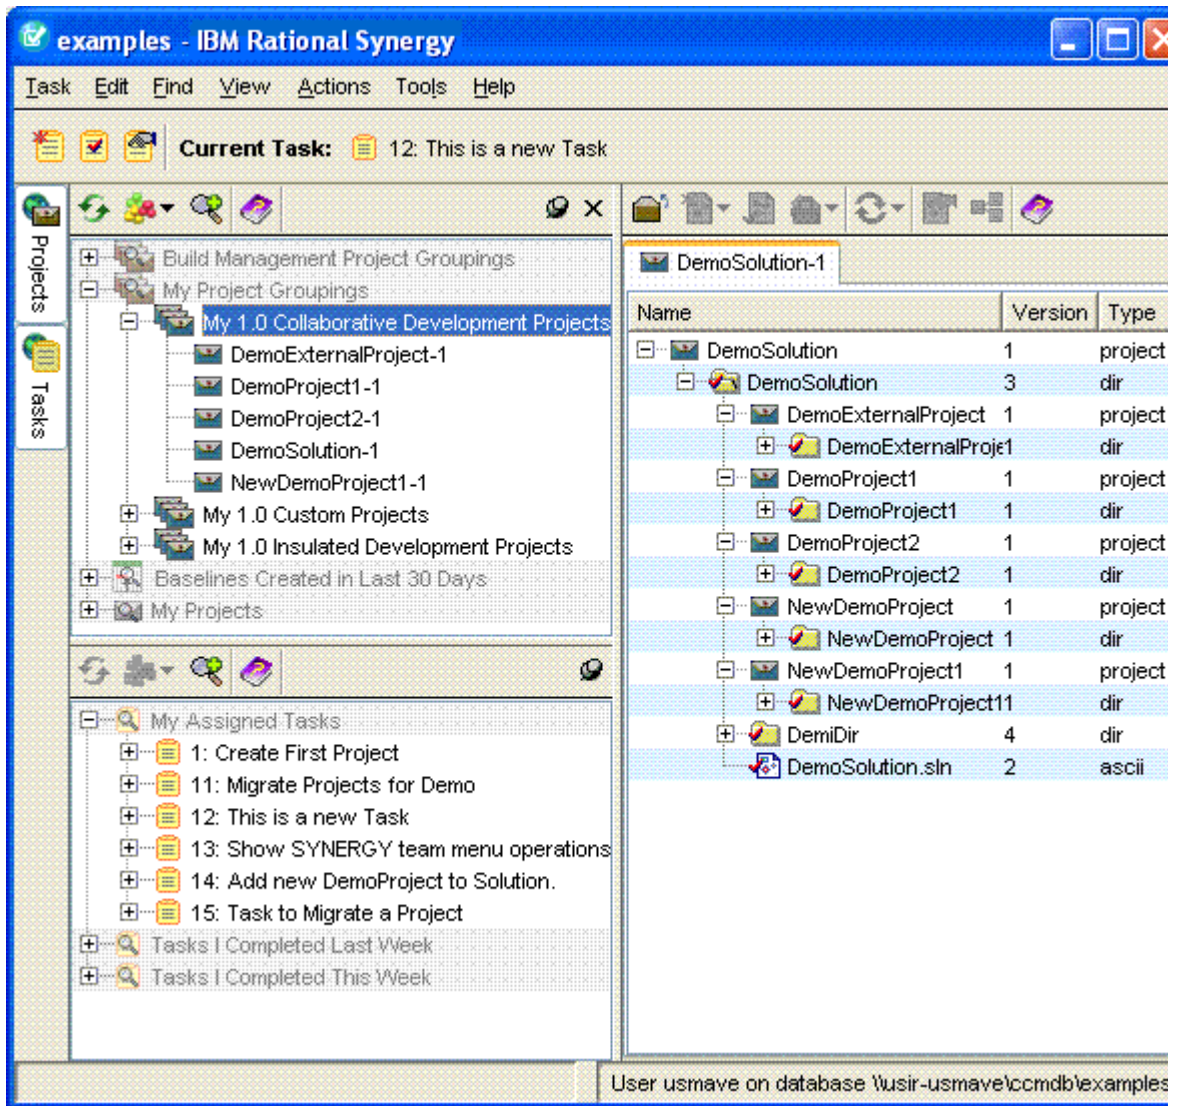 examples - IBM Rational Synergy
Task Edit Find View Actions Tools Help
Current Task: 12: This is a new Task
Projects
Tasks
Build Management Project Groupings
My Project Groupings
My 1.0 Collaborative Development Projects
DemoExternalProject-1
DemoProject1-1
DemoProject2-1
DemoSolution-1
NewDemoProject1-1
My 1.0 Custom Projects
My 1.0 Insulated Development Projects
Baselines Created in Last 30 Days
My Projects
My Assigned Tasks
1: Create First Project
11: Migrate Projects for Demo
12: This is a new Task
13: Show SYNERGY team menu operations
14: Add new DemoProject to Solution.
15: Task to Migrate a Project
Tasks I Completed Last Week
Tasks I Completed This Week
DemoSolution-1
Name Version Type
DemoSolution 1 project
DemoSolution 3 dir
DemoExternalProject 1 project
DemoExternalProje 1 dir
DemoProject1 1 project
DemoProject1 1 dir
DemoProject2 1 project
DemoProject2 1 dir
NewDemoProject 1 project
NewDemoProject 1 dir
NewDemoProject1 1 project
NewDemoProject1 1 dir
DemiDir 4 dir
DemoSolution.sln 2 ascii
User usmave on database \\usir-usmave\ccmdb\examples